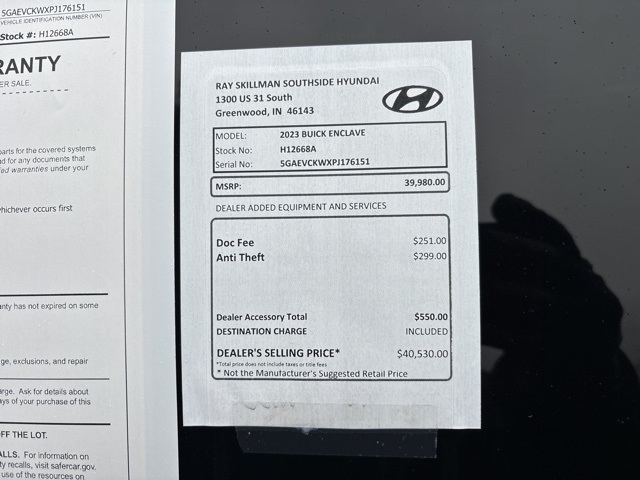 5GAEVCKWXPJ176151
VEHICLE IDENTIFICATION NUMBER (VIN)
Stock #: H12668A
RANTY
ER SALE.
parts for the covered systems
nd for any documents that
ied warranties under your
whichever occurs first
anty has not expired on some
ge, exclusions, and repair
arge. Ask for details about
ays of your purchase of this
FF THE LOT.
ALLS. For information on
ty recalls, visit safercar.gov.
use of the resources on
RAY SKILLMAN SOUTHSIDE HYUNDAI
1300 US 31 South
Greenwood, IN 46143
MODEL: 2023 BUICK ENCLAVE
Stock No: H12668A
Serial No: 5GAEVCKWXPJ176151
MSRP: 39,980.00
DEALER ADDED EQUIPMENT AND SERVICES
Doc Fee $251.00
Anti Theft $299.00
Dealer Accessory Total $550.00
DESTINATION CHARGE INCLUDED
DEALER'S SELLING PRICE* $40,530.00
*Total price does not include taxes or title fees
* Not the Manufacturer's Suggested Retail Price